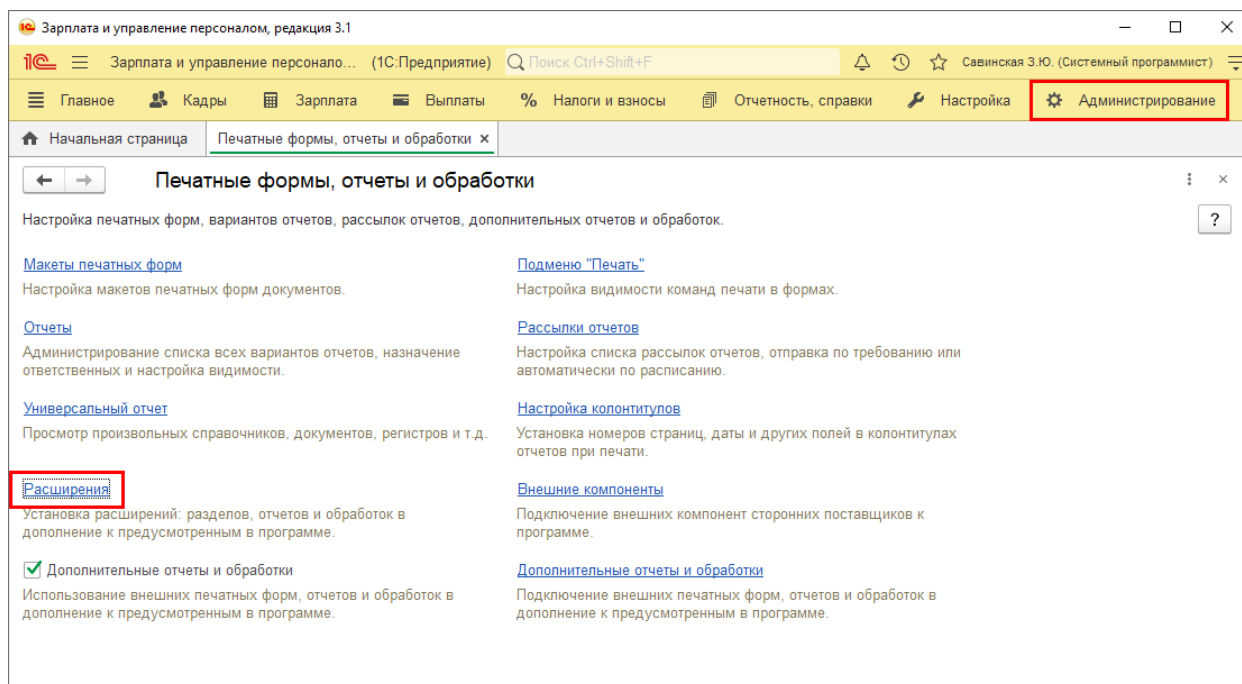 Зарплата и управление персоналом, редакция 3.1
Зарплата и управление персонало... (1С:Предприятие) Поиск Ctrl+Shift+F Савинская З.Ю. (Системный программист)
Главное Кадры Зарплата Выплаты % Налоги и взносы Отчетность, справки Настройка Администрирование
Начальная страница Печатные формы, отчеты и обработки ×
Печатные формы, отчеты и обработки
Настройка печатных форм, вариантов отчетов, рассылок отчетов, дополнительных отчетов и обработок. ?
Макеты печатных форм
Настройка макетов печатных форм документов.
Подменю "Печать"
Настройка видимости команд печати в формах.
Отчеты
Администрирование списка всех вариантов отчетов, назначение
ответственных и настройка видимости.
Рассылки отчетов
Настройка списка рассылок отчетов, отправка по требованию или
автоматически по расписанию.
Универсальный отчет
Просмотр произвольных справочников, документов, регистров и т.д.
Настройка колонтитулов
Установка номеров страниц, даты и других полей в колонтитулах
отчетов при печати.
Расширения
Установка расширений: разделов, отчетов и обработок в
дополнение к предусмотренным в программе.
Внешние компоненты
Подключение внешних компонент сторонних поставщиков к
программе.
Дополнительные отчеты и обработки
Использование внешних печатных форм, отчетов и обработок в
дополнение к предусмотренным в программе.
Дополнительные отчеты и обработки
Подключение внешних печатных форм, отчетов и обработок в
дополнение к предусмотренным в программе.